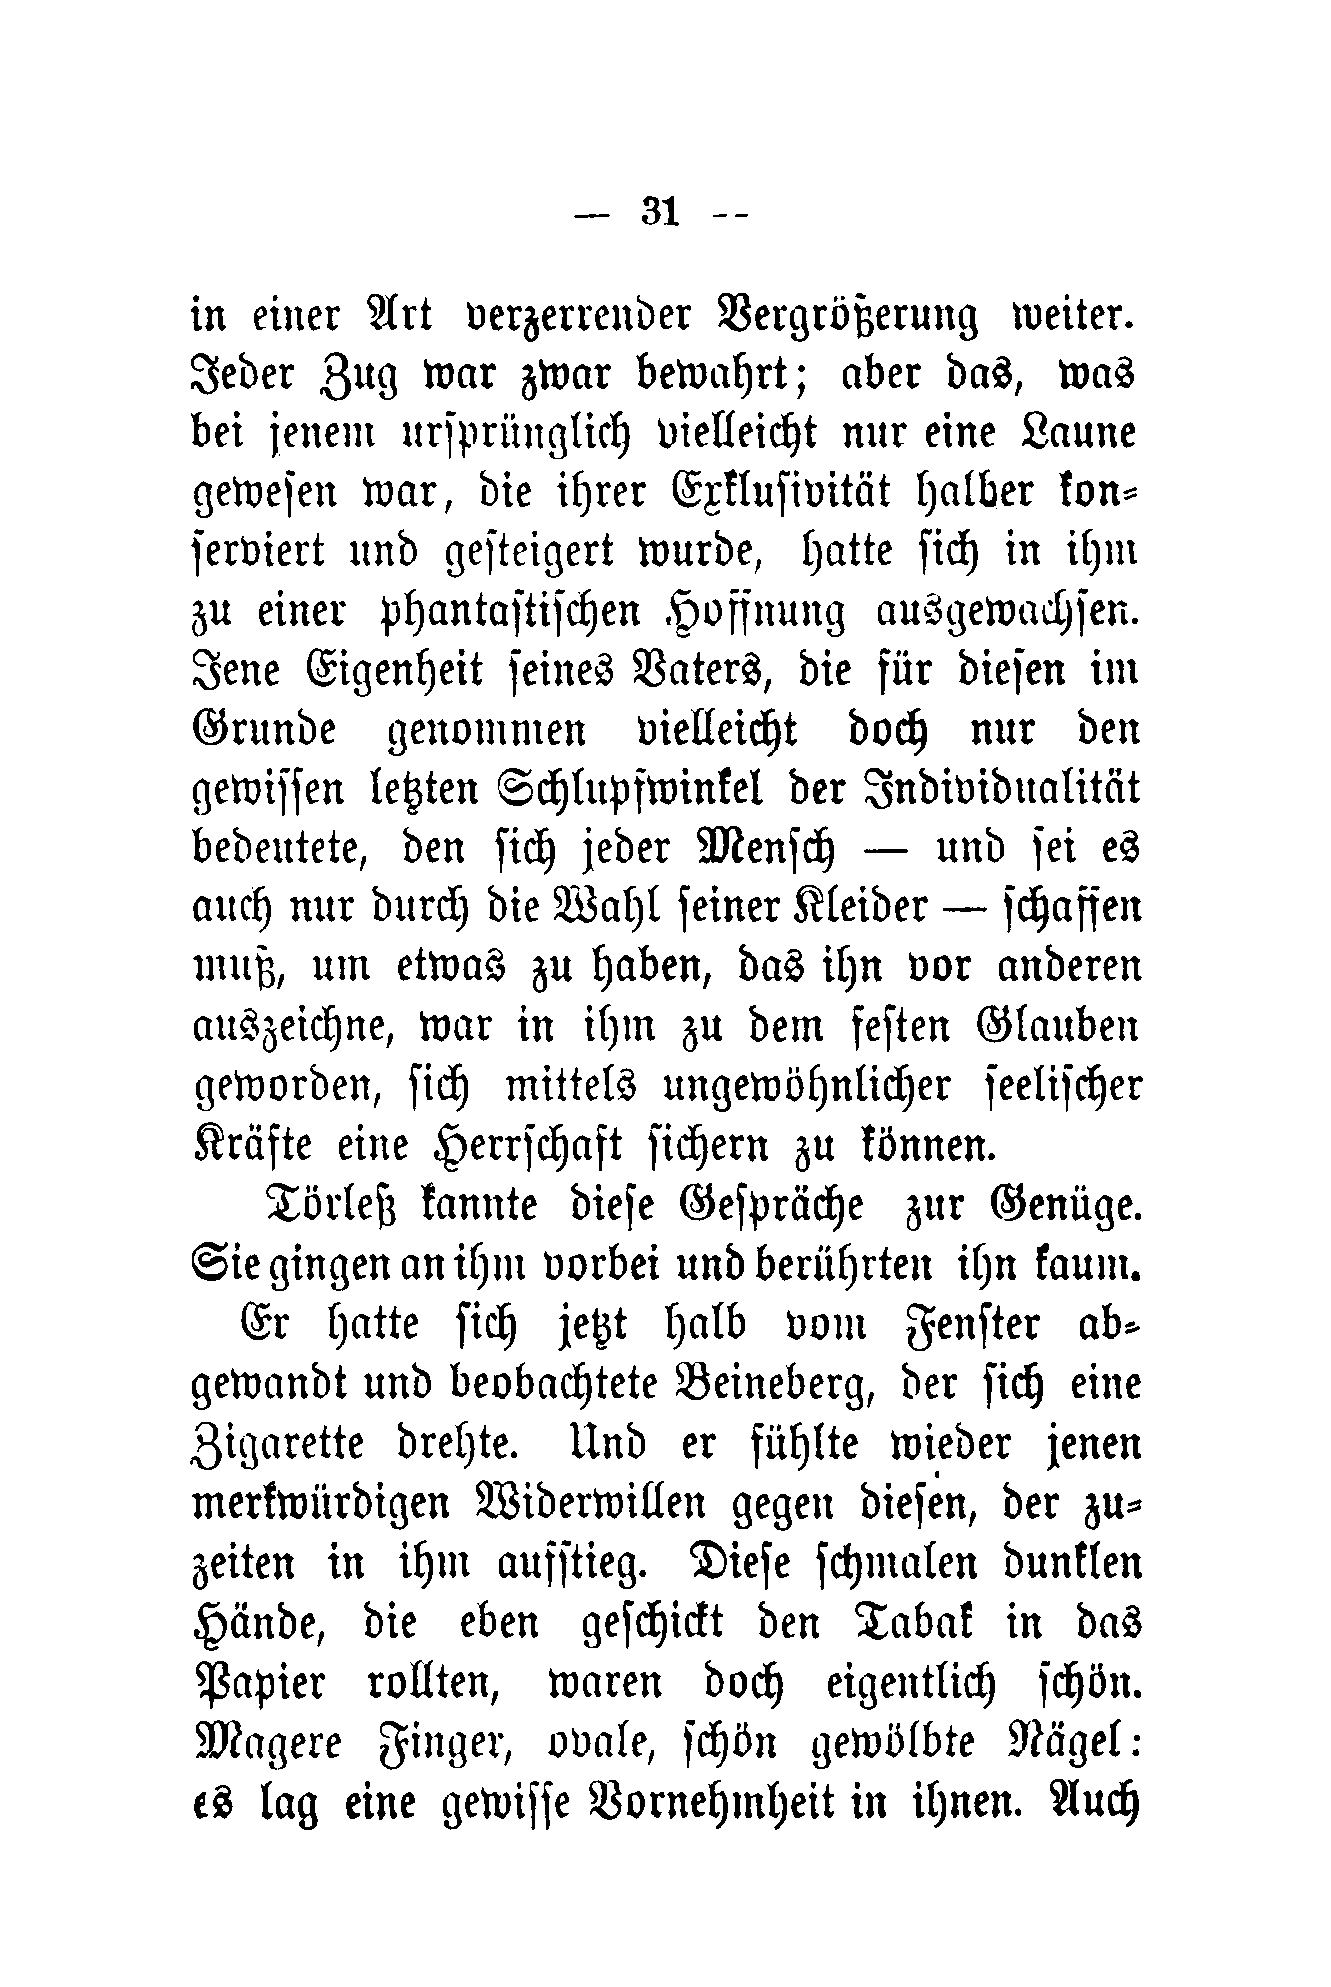 — 31 --
in einer Art verzerrender Vergrößerung weiter.
Jeder Zug war zwar bewahrt; aber das, was
bei jenem ursprünglich vielleicht nur eine Laune
gewesen war, die ihrer Exklusivität halber kon-
serviert und gesteigert wurde, hatte sich in ihm
zu einer phantastischen Hoffnung ausgewachsen.
Jene Eigenheit seines Vaters, die für diesen im
Grunde genommen vielleicht doch nur den
gewissen letzten Schlupfwinkel der Individualität
bedeutete, den sich jeder Mensch — und sei es
auch nur durch die Wahl seiner Kleider — schaffen
muß, um etwas zu haben, das ihn vor anderen
auszeichne, war in ihm zu dem festen Glauben
geworden, sich mittels ungewöhnlicher seelischer
Kräfte eine Herrschaft sichern zu können.
Törleß kannte diese Gespräche zur Genüge.
Sie gingen an ihm vorbei und berührten ihn kaum.
Er hatte sich jetzt halb vom Fenster ab-
gewandt und beobachtete Beineberg, der sich eine
Zigarette drehte. Und er fühlte wieder jenen
merkwürdigen Widerwillen gegen diesen, der zu-
zeiten in ihm aufstieg. Diese schmalen dunklen
Hände, die eben geschickt den Tabak in das
Papier rollten, waren doch eigentlich schön.
Magere Finger, ovale, schön gewölbte Nägel:
es lag eine gewisse Vornehmheit in ihnen. Auch